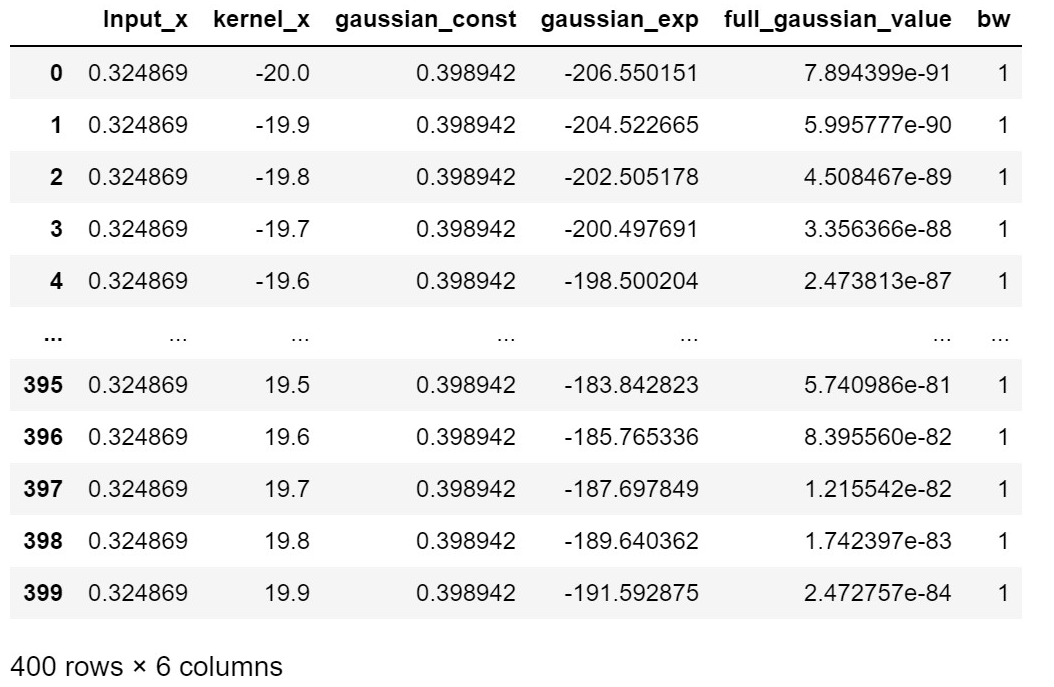 Input_x kernel_x gaussian_const gaussian_exp full_gaussian_value bw
0 0.324869 -20.0 0.398942 -206.550151 7.894399e-91 1
1 0.324869 -19.9 0.398942 -204.522665 5.995777e-90 1
2 0.324869 -19.8 0.398942 -202.505178 4.508467e-89 1
3 0.324869 -19.7 0.398942 -200.497691 3.356366e-88 1
4 0.324869 -19.6 0.398942 -198.500204 2.473813e-87 1
... ... ... ... ... ... ...
395 0.324869 19.5 0.398942 -183.842823 5.740986e-81 1
396 0.324869 19.6 0.398942 -185.765336 8.395560e-82 1
397 0.324869 19.7 0.398942 -187.697849 1.215542e-82 1
398 0.324869 19.8 0.398942 -189.640362 1.742397e-83 1
399 0.324869 19.9 0.398942 -191.592875 2.472757e-84 1
400 rows × 6 columns